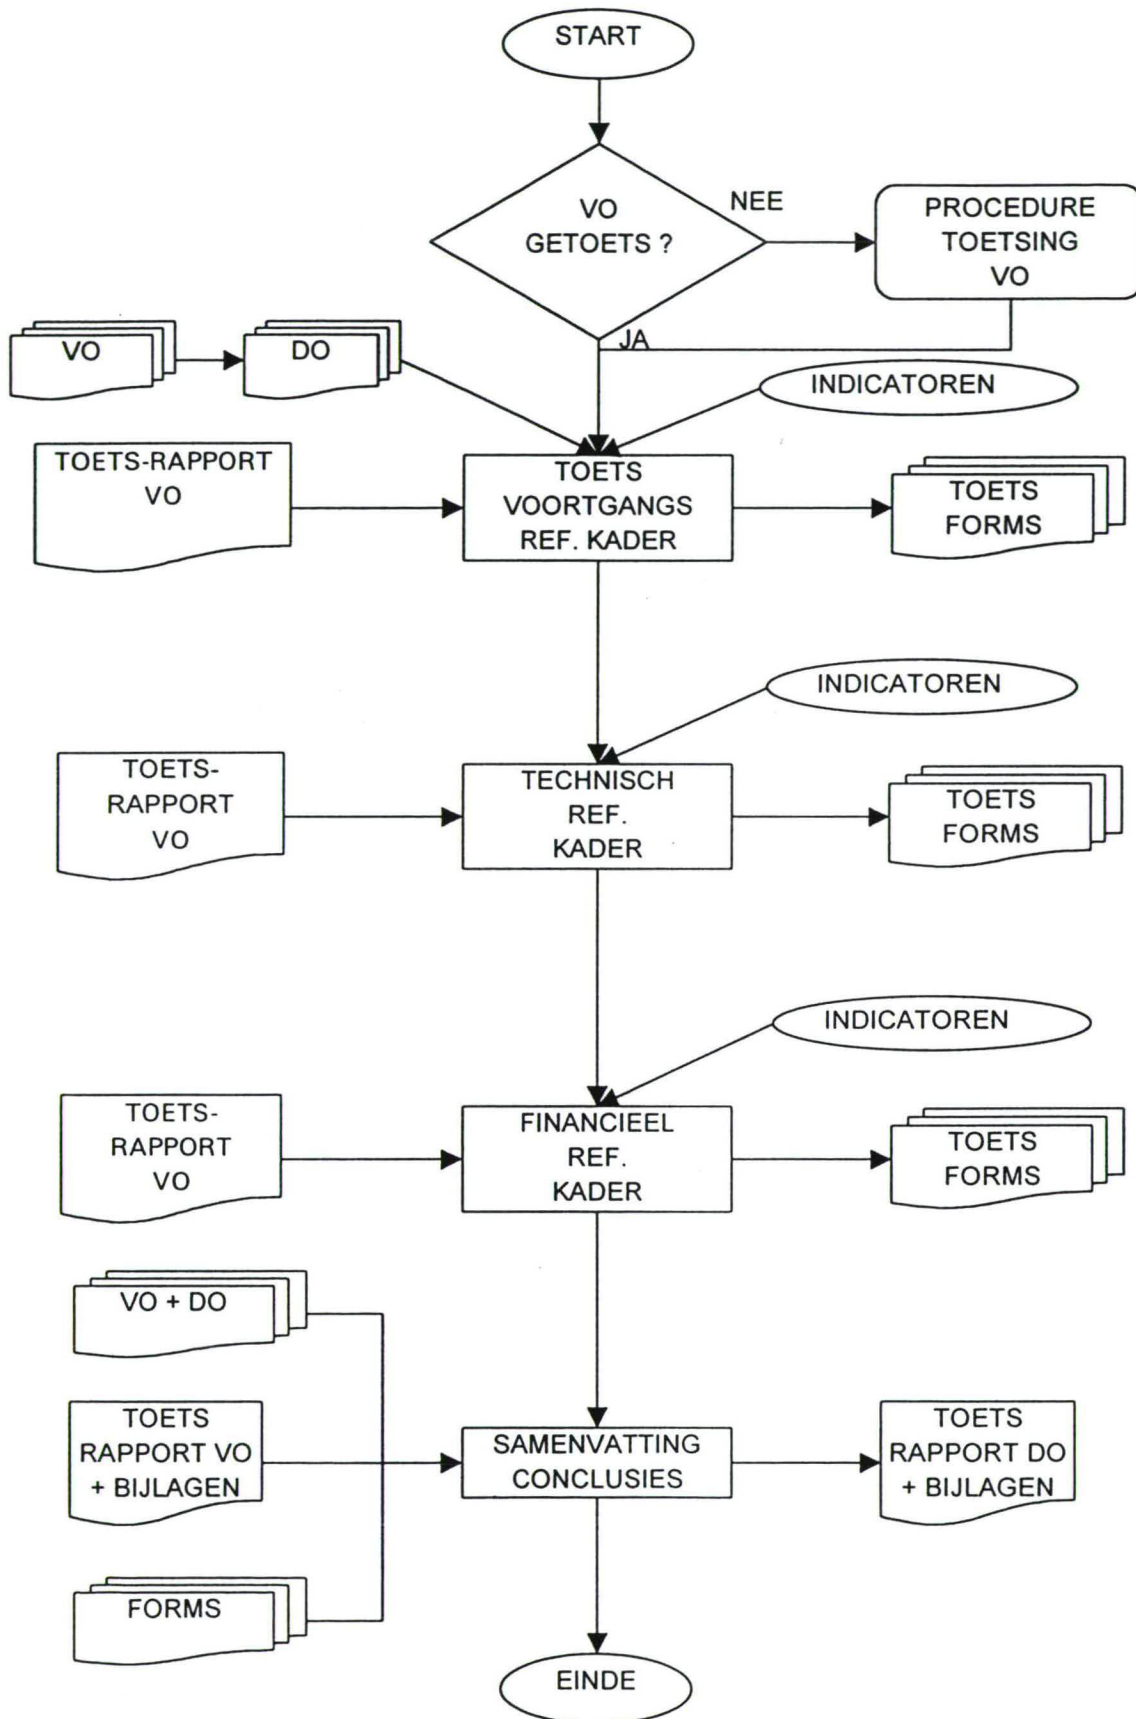 START
VO
GETOETS ?
NEE
PROCEDURE
TOETSING
VO
JA
VO
DO
INDICATOREN
TOETS-RAPPORT
VO
TOETS
VOORTGANGS
REF. KADER
TOETS
FORMS
INDICATOREN
TOETS-
RAPPORT
VO
TECHNISCH
REF.
KADER
TOETS
FORMS
INDICATOREN
TOETS-
RAPPORT
VO
FINANCIEEL
REF.
KADER
TOETS
FORMS
VO + DO
TOETS
RAPPORT VO
+ BIJLAGEN
SAMENVATTING
CONCLUSIES
TOETS
RAPPORT DO
+ BIJLAGEN
FORMS
EINDE